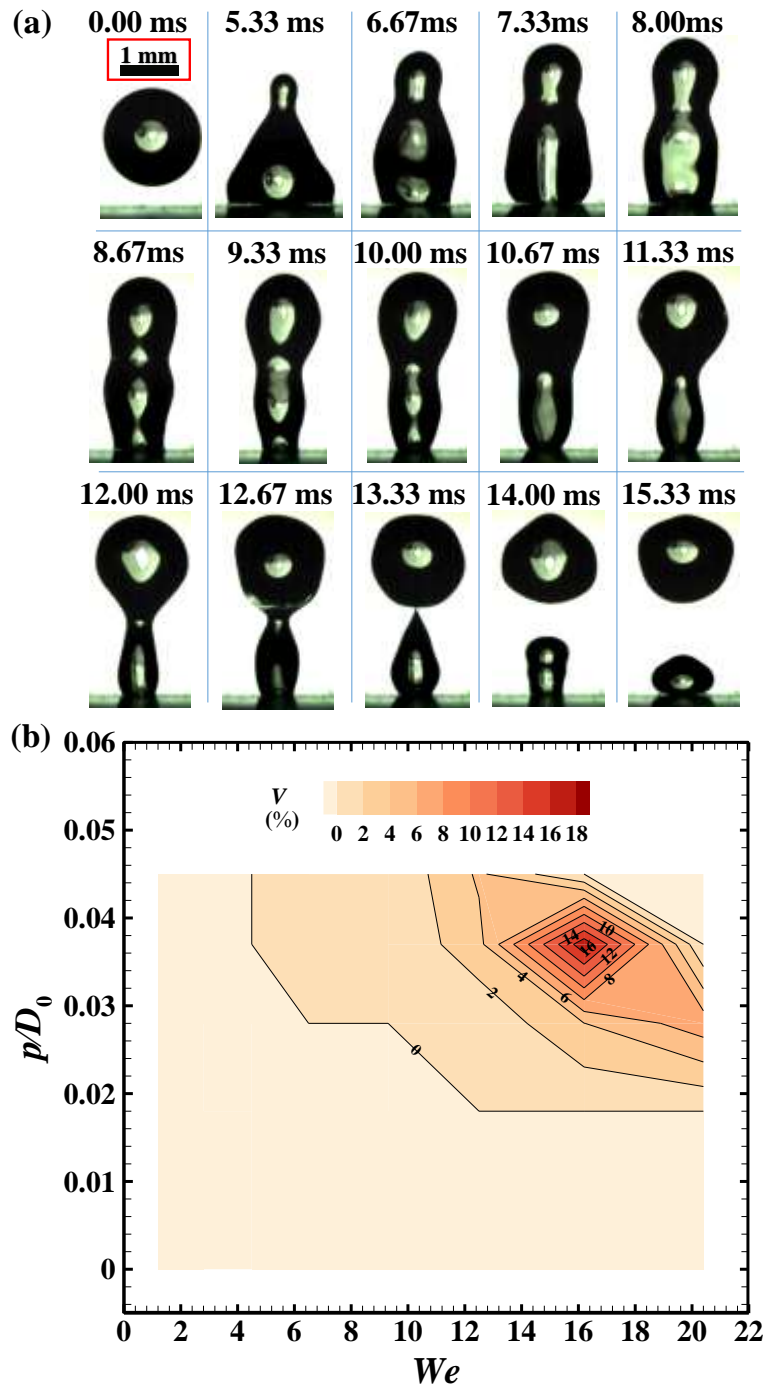 (a) 0.00 ms 5.33 ms 6.67ms 7.33ms 8.00ms
1 mm
8.67ms 9.33 ms 10.00 ms 10.67 ms 11.33 ms
12.00 ms 12.67 ms 13.33 ms 14.00 ms 15.33 ms
(b)
0.06
0.05
0.04
0.03
0.02
0.01
0
p/D0
V
(%)
0 2 4 6 8 10 12 14 16 18
14
10
16
12
8
6
4
2
0
0 2 4 6 8 10 12 14 16 18 20 22
We